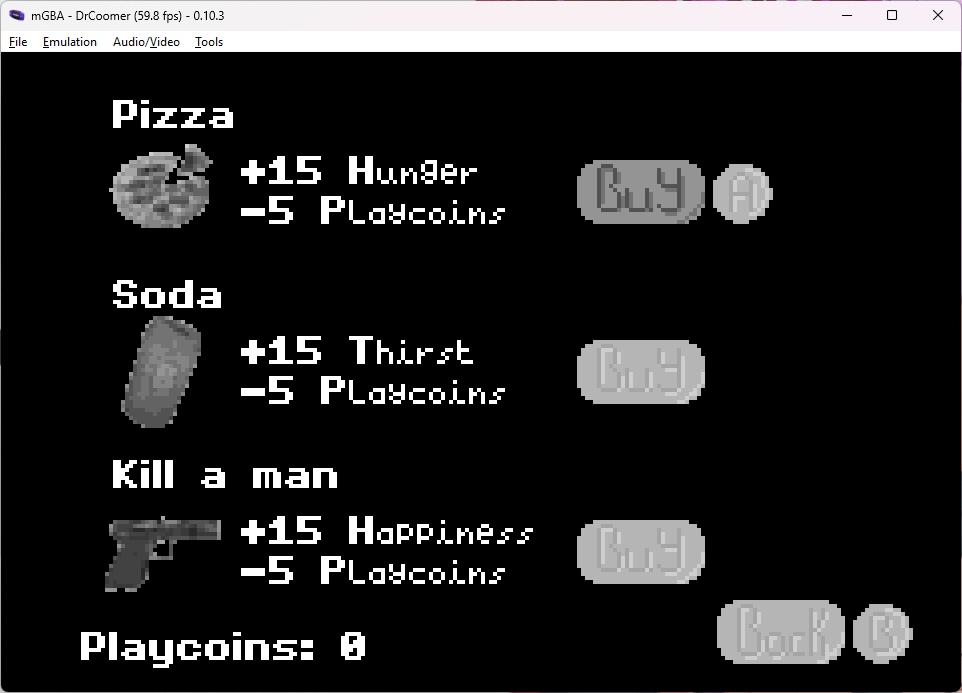 mGBA - DrCoomer (59.8 fps) - 0.10.3
File Emulation Audio/Video Tools
Pizza
+15 Hunger
-5 Playcoins
Buy A
Soda
+15 Thirst
-5 Playcoins
Buy
Kill a man
+15 Happiness
-5 Playcoins
Buy
Playcoins: 0
Back B